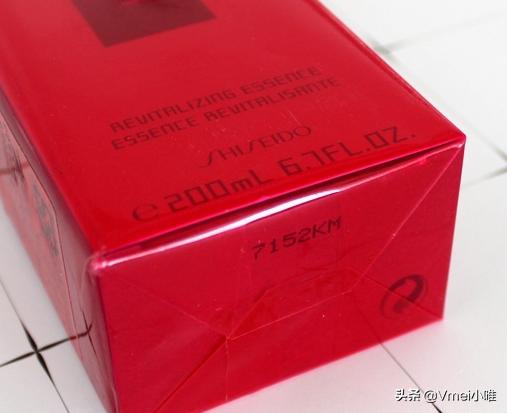 REVITALIZING ESSENCE
ESSENCE REVITALISANTE
SHISEIDO
℮ 200mL 6.7FL.OZ.
7152KM
头条 @Vmei小唯